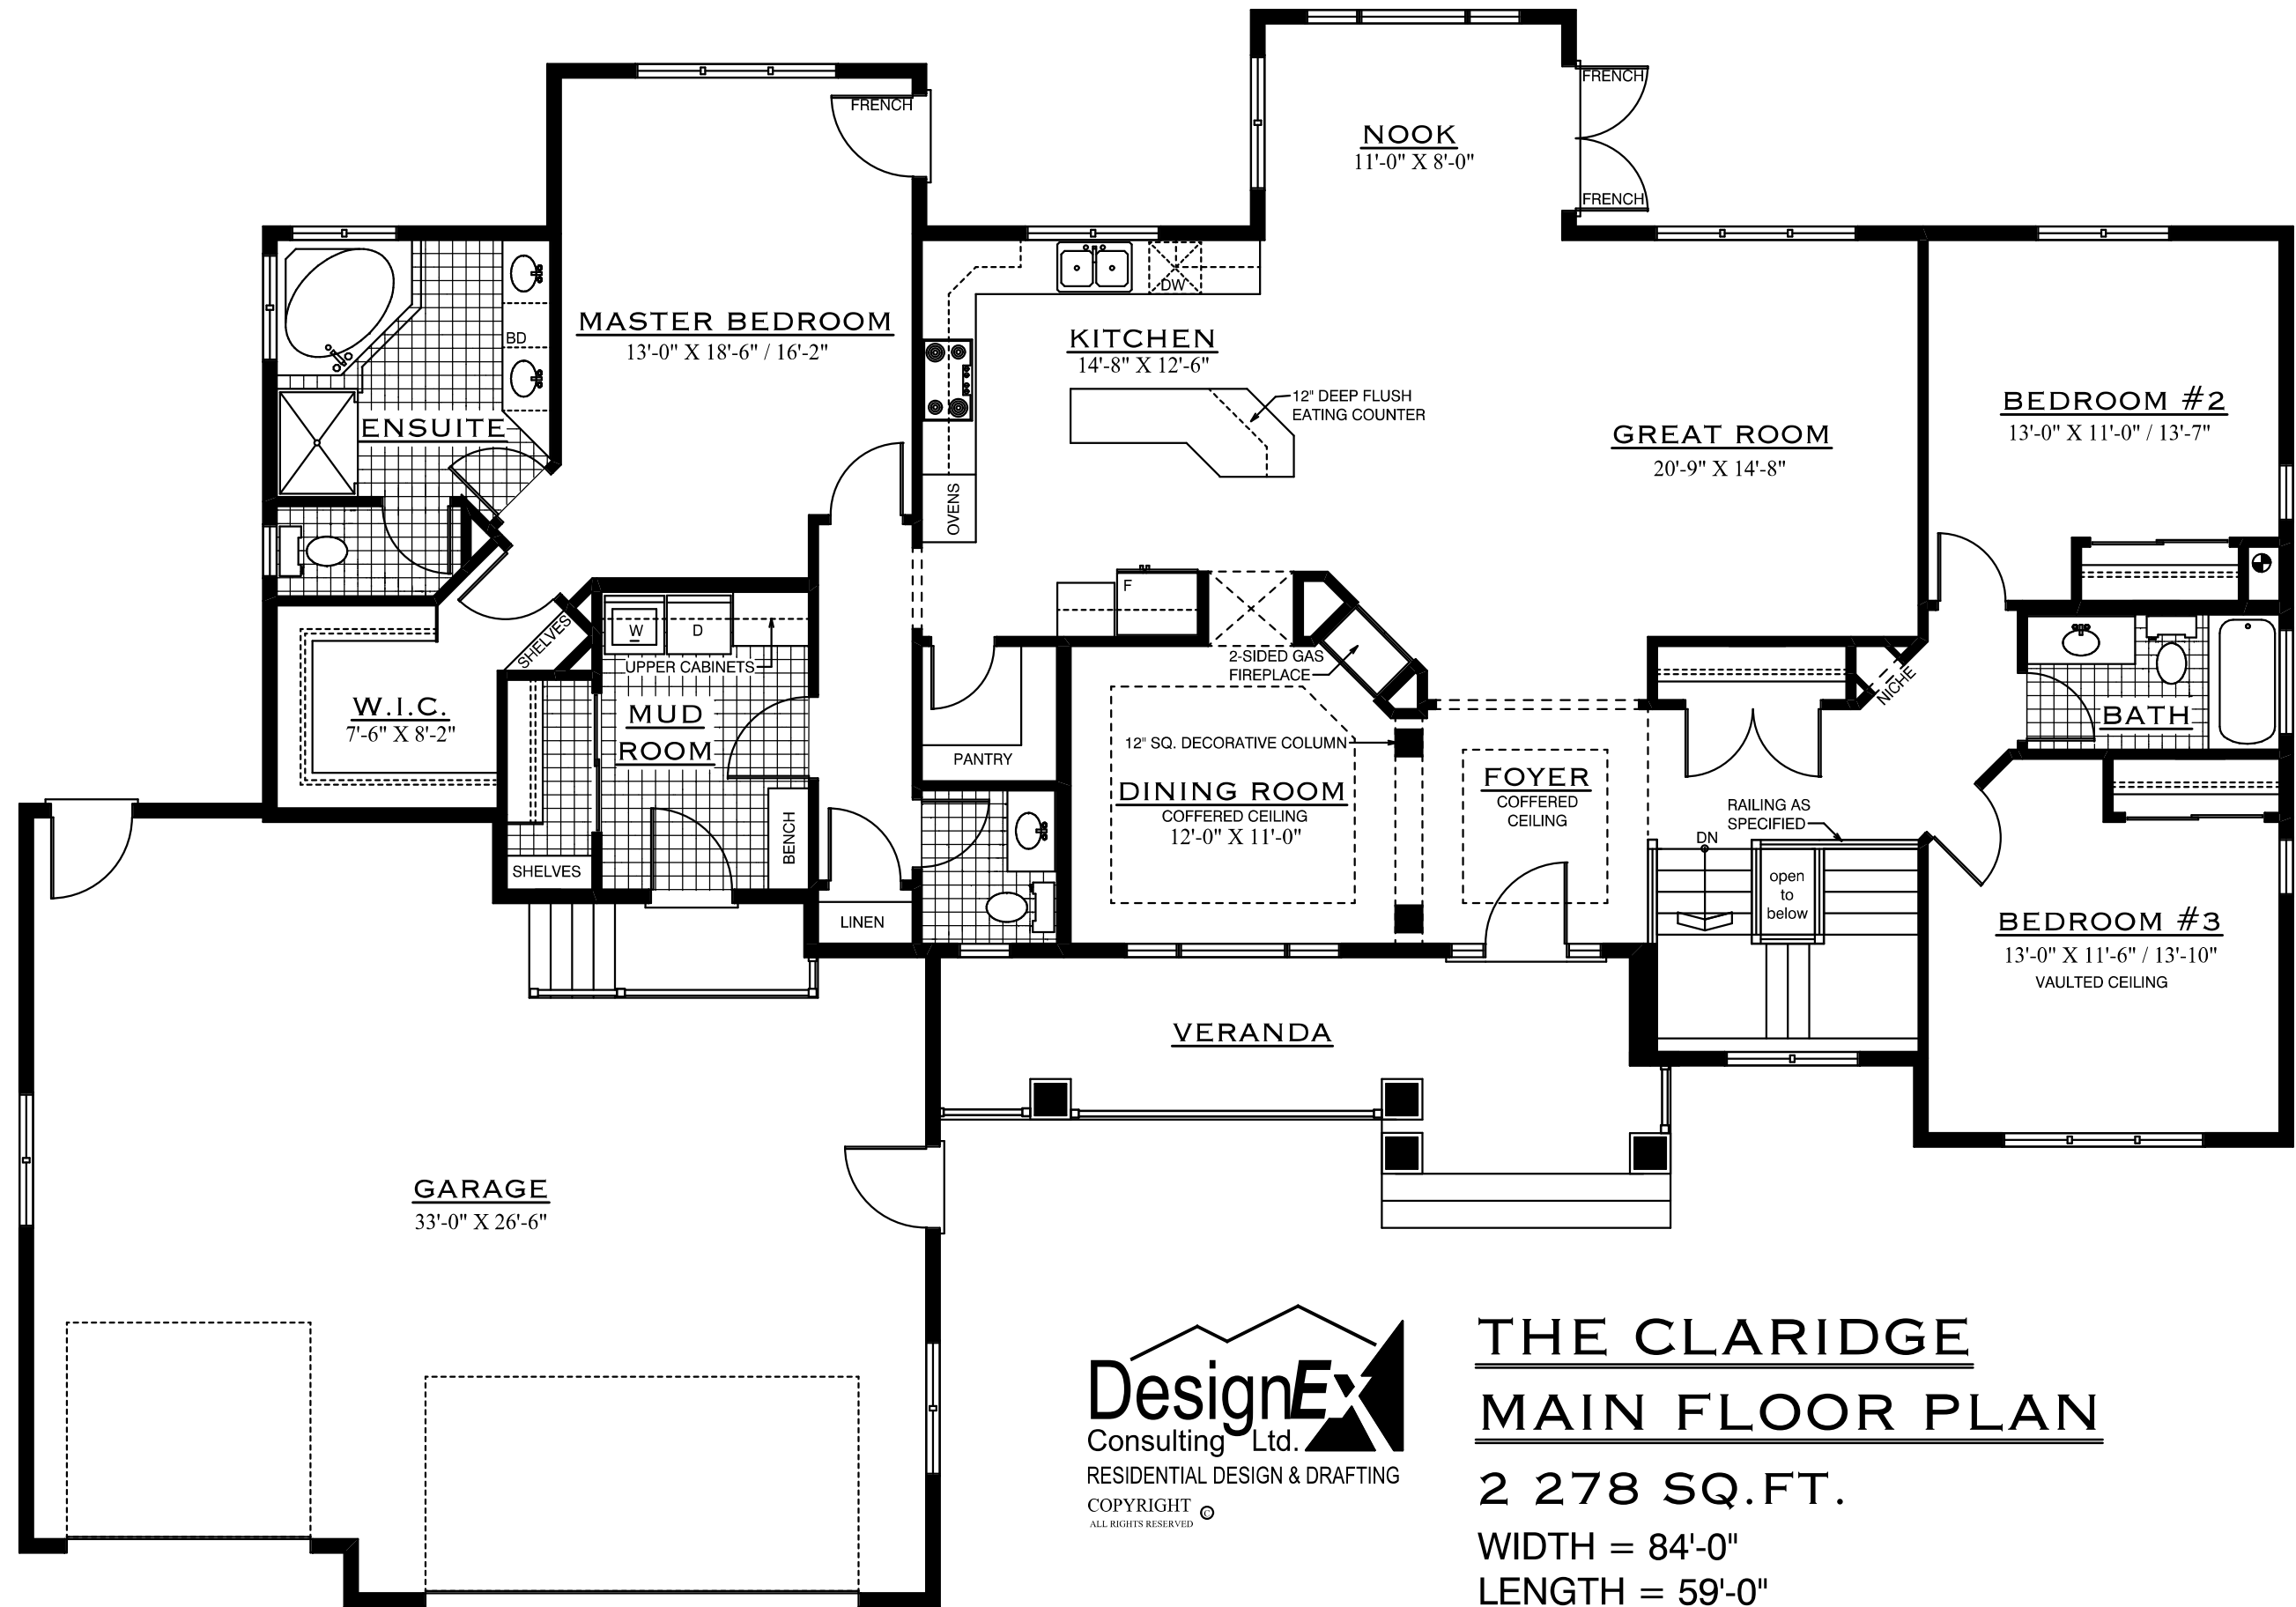 FRENCH
NOOK
11'-0" X 8'-0"
FRENCH
FRENCH
MASTER BEDROOM
13'-0" X 18'-6" / 16'-2"
BD
ENSUITE
DW
KITCHEN
14'-8" X 12'-6"
12" DEEP FLUSH
EATING COUNTER
OVENS
GREAT ROOM
20'-9" X 14'-8"
BEDROOM #2
13'-0" X 11'-0" / 13'-7"
F
W
D
SHELVES
UPPER CABINETS
2-SIDED GAS
FIREPLACE
NICHE
W.I.C.
7'-6" X 8'-2"
MUD
ROOM
BATH
12" SQ. DECORATIVE COLUMN
PANTRY
DINING ROOM
COFFERED CEILING
12'-0" X 11'-0"
FOYER
COFFERED
CEILING
RAILING AS
SPECIFIED
DN
BENCH
SHELVES
LINEN
open
to
below
BEDROOM #3
13'-0" X 11'-6" / 13'-10"
VAULTED CEILING
VERANDA
GARAGE
33'-0" X 26'-6"
DesignEx
Consulting Ltd.
RESIDENTIAL DESIGN & DRAFTING
COPYRIGHT ©
ALL RIGHTS RESERVED
THE CLARIDGE
MAIN FLOOR PLAN
2 278 SQ.FT.
WIDTH = 84'-0"
LENGTH = 59'-0"